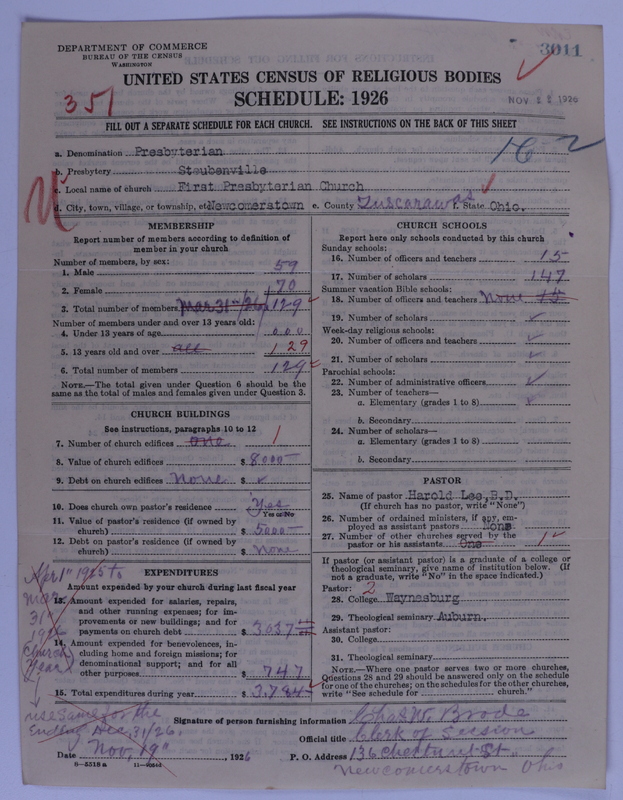 DEPARTMENT OF COMMERCE
BUREAU OF THE CENSUS
WASHINGTON
3011
UNITED STATES CENSUS OF RELIGIOUS BODIES
SCHEDULE: 1926
351
NOV 22 1926
FILL OUT A SEPARATE SCHEDULE FOR EACH CHURCH. SEE INSTRUCTIONS ON THE BACK OF THIS SHEET
a. Denomination Presbyterian
b. Presbytery Steubenville
c. Local name of church First Presbyterian Church
d. City, town, village, or township, etc. Newcomerstown e. County Tuscarawas f. State Ohio.
MEMBERSHIP
Report number of members according to definition of member in your church
Number of members, by sex:
1. Male 59
2. Female 70
3. Total number of members Mar 31st/26 129
Number of members under and over 13 years old:
4. Under 13 years of age 000
5. 13 years old and over all 129
6. Total number of members 129
NOTE.—The total given under Question 6 should be the same as the total of males and females given under Question 3.
CHURCH BUILDINGS
See instructions, paragraphs 10 to 12
7. Number of church edifices one 1
8. Value of church edifices $ 8000
9. Debt on church edifices None $
10. Does church own pastor's residence Yes
Yes or No
11. Value of pastor's residence (if owned by church) $ 5000
12. Debt on pastor's residence (if owned by church) $ None
EXPENDITURES
Amount expended by your church during last fiscal year
13. Amount expended for salaries, repairs, and other running expenses; for improvements or new buildings; and for payments on church debt $ 3037
14. Amount expended for benevolences, including home and foreign missions; for denominational support; and for all other purposes $ 747
15. Total expenditures during year $ 3,784
Apr 1st 1925 to
Mar
31
1926
Church
Year
use same for the
Ending Dec, 31/26.
CHURCH SCHOOLS
Report here only schools conducted by this church
Sunday schools:
16. Number of officers and teachers 15
17. Number of scholars 147
Summer vacation Bible schools:
18. Number of officers and teachers None 15
19. Number of scholars
Week-day religious schools:
20. Number of officers and teachers
21. Number of scholars
Parochial schools:
22. Number of administrative officers
23. Number of teachers—
a. Elementary (grades 1 to 8)
b. Secondary
24. Number of scholars—
a. Elementary (grades 1 to 8)
b. Secondary
PASTOR
25. Name of pastor Harold Lee, B.D.
(If church has no pastor, write "None")
26. Number of ordained ministers, if any, employed as assistant pastors None.
27. Number of other churches served by the pastor or his assistants One 1
If pastor (or assistant pastor) is a graduate of a college or theological seminary, give name of institution below. (If not a graduate, write "No" in the space indicated.)
Pastor: 2
28. College Waynesburg
29. Theological seminary Auburn.
Assistant pastor:
30. College
31. Theological seminary
NOTE.—Where one pastor serves two or more churches, Questions 28 and 29 should be answered only on the schedule for one of the churches; on the schedules for the other churches, write "See schedule for church."
Signature of person furnishing information Chas W. Brode
Official title Clerk of Session
Date Nov, 19th, 1926 P. O. Address 136 Chestnut St
Newcomerstown Ohio
8—5518a 11—9054d